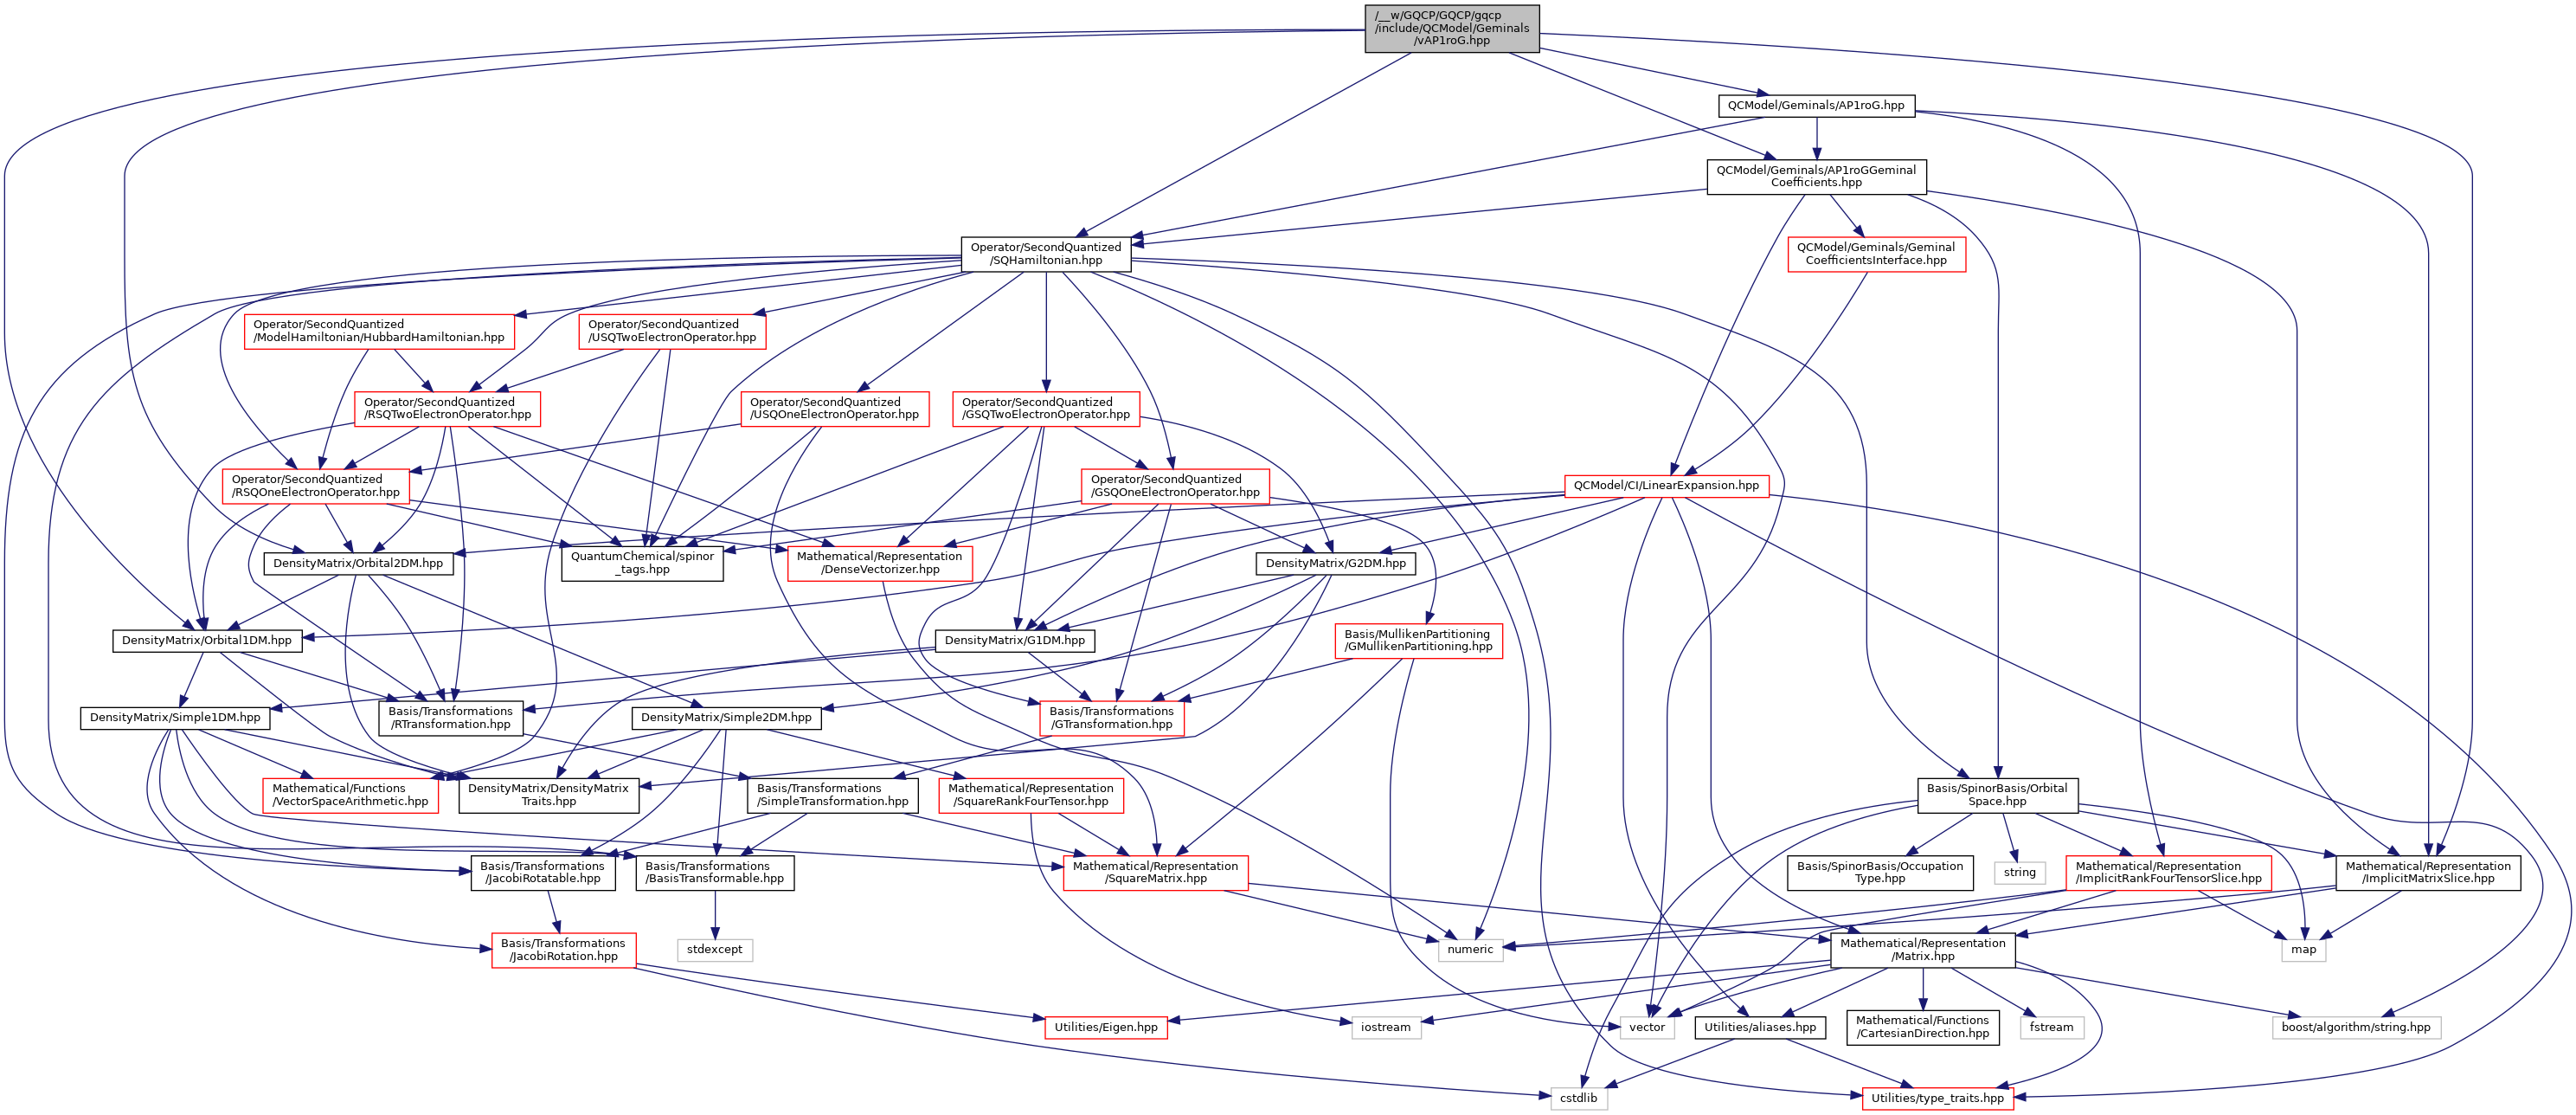 /__w/GQCP/GQCP/gqcp
/include/QCModel/Geminals
/vAP1roG.hpp
QCModel/Geminals/AP1roG.hpp
QCModel/Geminals/AP1roGGeminal
Coefficients.hpp
Operator/SecondQuantized
/SQHamiltonian.hpp
QCModel/Geminals/Geminal
CoefficientsInterface.hpp
Operator/SecondQuantized
/ModelHamiltonian/HubbardHamiltonian.hpp
Operator/SecondQuantized
/USQTwoElectronOperator.hpp
Operator/SecondQuantized
/RSQTwoElectronOperator.hpp
Operator/SecondQuantized
/USQOneElectronOperator.hpp
Operator/SecondQuantized
/GSQTwoElectronOperator.hpp
Operator/SecondQuantized
/RSQOneElectronOperator.hpp
Operator/SecondQuantized
/GSQOneElectronOperator.hpp
QCModel/CI/LinearExpansion.hpp
DensityMatrix/Orbital2DM.hpp
QuantumChemical/spinor
_tags.hpp
Mathematical/Representation
/DenseVectorizer.hpp
DensityMatrix/G2DM.hpp
DensityMatrix/Orbital1DM.hpp
DensityMatrix/G1DM.hpp
Basis/MullikenPartitioning
/GMullikenPartitioning.hpp
DensityMatrix/Simple1DM.hpp
Basis/Transformations
/RTransformation.hpp
DensityMatrix/Simple2DM.hpp
Basis/Transformations
/GTransformation.hpp
Mathematical/Functions
/VectorSpaceArithmetic.hpp
DensityMatrix/DensityMatrix
Traits.hpp
Basis/Transformations
/SimpleTransformation.hpp
Mathematical/Representation
/SquareRankFourTensor.hpp
Basis/SpinorBasis/Orbital
Space.hpp
Basis/Transformations
/JacobiRotatable.hpp
Basis/Transformations
/BasisTransformable.hpp
Mathematical/Representation
/SquareMatrix.hpp
Basis/SpinorBasis/Occupation
Type.hpp
string
Mathematical/Representation
/ImplicitRankFourTensorSlice.hpp
Mathematical/Representation
/ImplicitMatrixSlice.hpp
Basis/Transformations
/JacobiRotation.hpp
stdexcept
numeric
Mathematical/Representation
/Matrix.hpp
map
Utilities/Eigen.hpp
iostream
vector
Utilities/aliases.hpp
Mathematical/Functions
/CartesianDirection.hpp
fstream
boost/algorithm/string.hpp
cstdlib
Utilities/type_traits.hpp